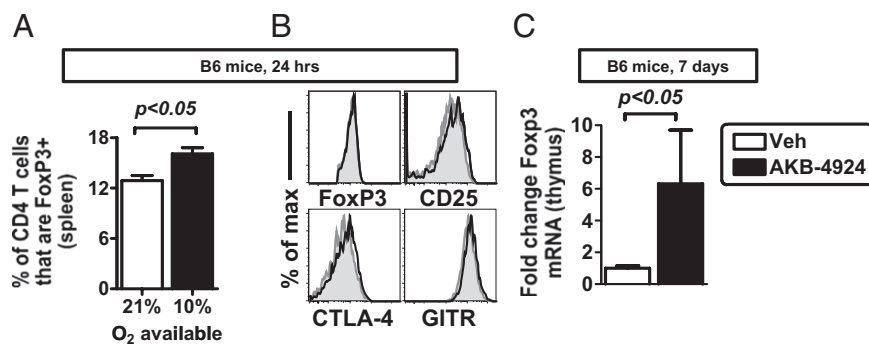 A
B
C
B6 mice, 24 hrs
B6 mice, 7 days
p<0.05
% of CD4 T cells
that are FoxP3+
(spleen)
18
12
6
0
21%
10%
O₂ available
% of max
FoxP3
CD25
CTLA-4
GITR
p<0.05
Fold change Foxp3
mRNA (thymus)
10
8
6
4
2
0
Veh
AKB-4924